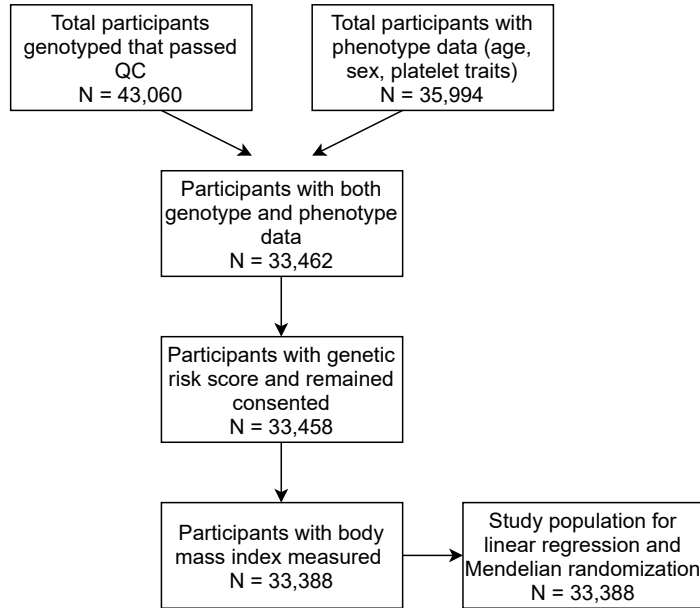 Total participants
genotyped that passed
QC
N = 43,060
Total participants with
phenotype data (age,
sex, platelet traits)
N = 35,994
Participants with both
genotype and phenotype
data
N = 33,462
Participants with genetic
risk score and remained
consented
N = 33,458
Participants with body
mass index measured
N = 33,388
Study population for
linear regression and
Mendelian randomization
N = 33,388